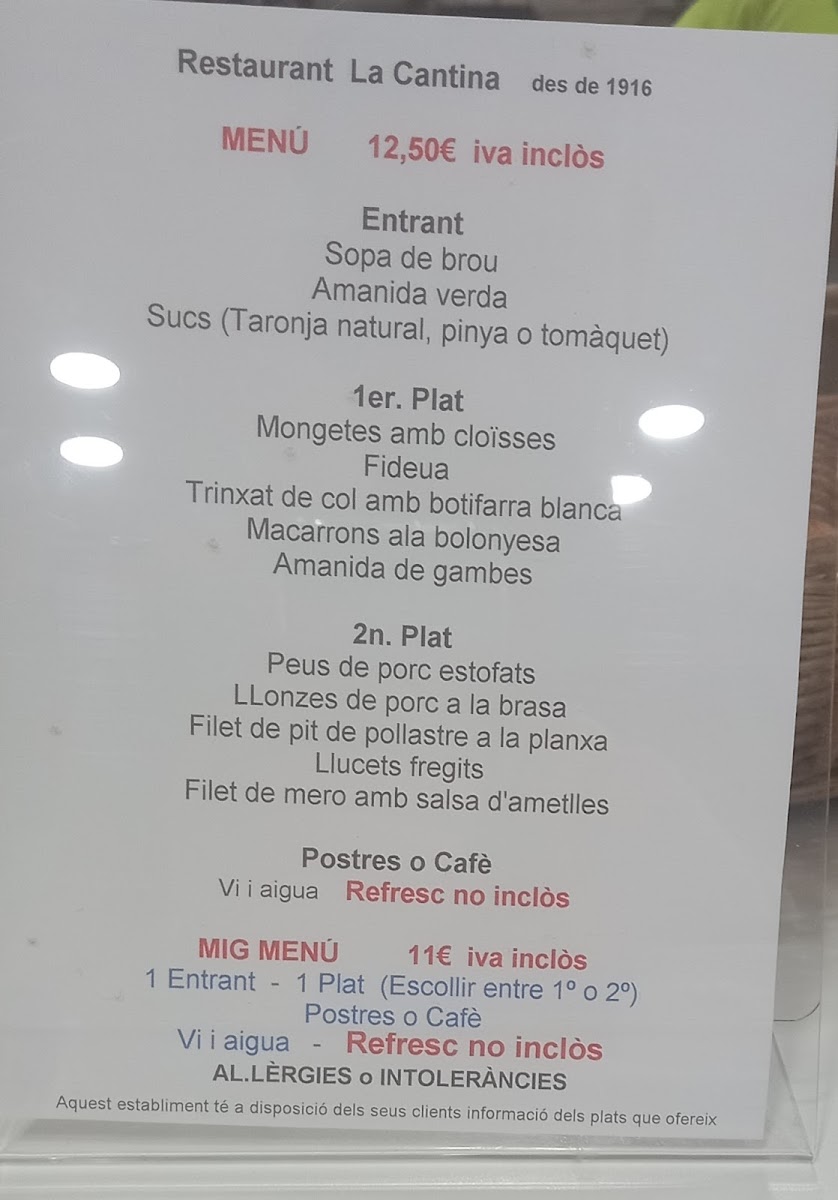 Restaurant La Cantina des de 1916
MENÚ 12,50€ iva inclòs
Entrant
Sopa de brou
Amanida verda
Sucs (Taronja natural, pinya o tomàquet)
1er. Plat
Mongetes amb cloïsses
Fideua
Trinxat de col amb botifarra blanca
Macarrons ala bolonyesa
Amanida de gambes
2n. Plat
Peus de porc estofats
LLonzes de porc a la brasa
Filet de pit de pollastre a la planxa
Llucets fregits
Filet de mero amb salsa d'ametlles
Postres o Cafè
Vi i aigua Refresc no inclòs
MIG MENÚ 11€ iva inclòs
1 Entrant - 1 Plat (Escollir entre 1º o 2º)
Postres o Cafè
Vi i aigua - Refresc no inclòs
AL.LÈRGIES o INTOLERÀNCIES
Aquest establiment té a disposició dels seus clients informació dels plats que ofereix